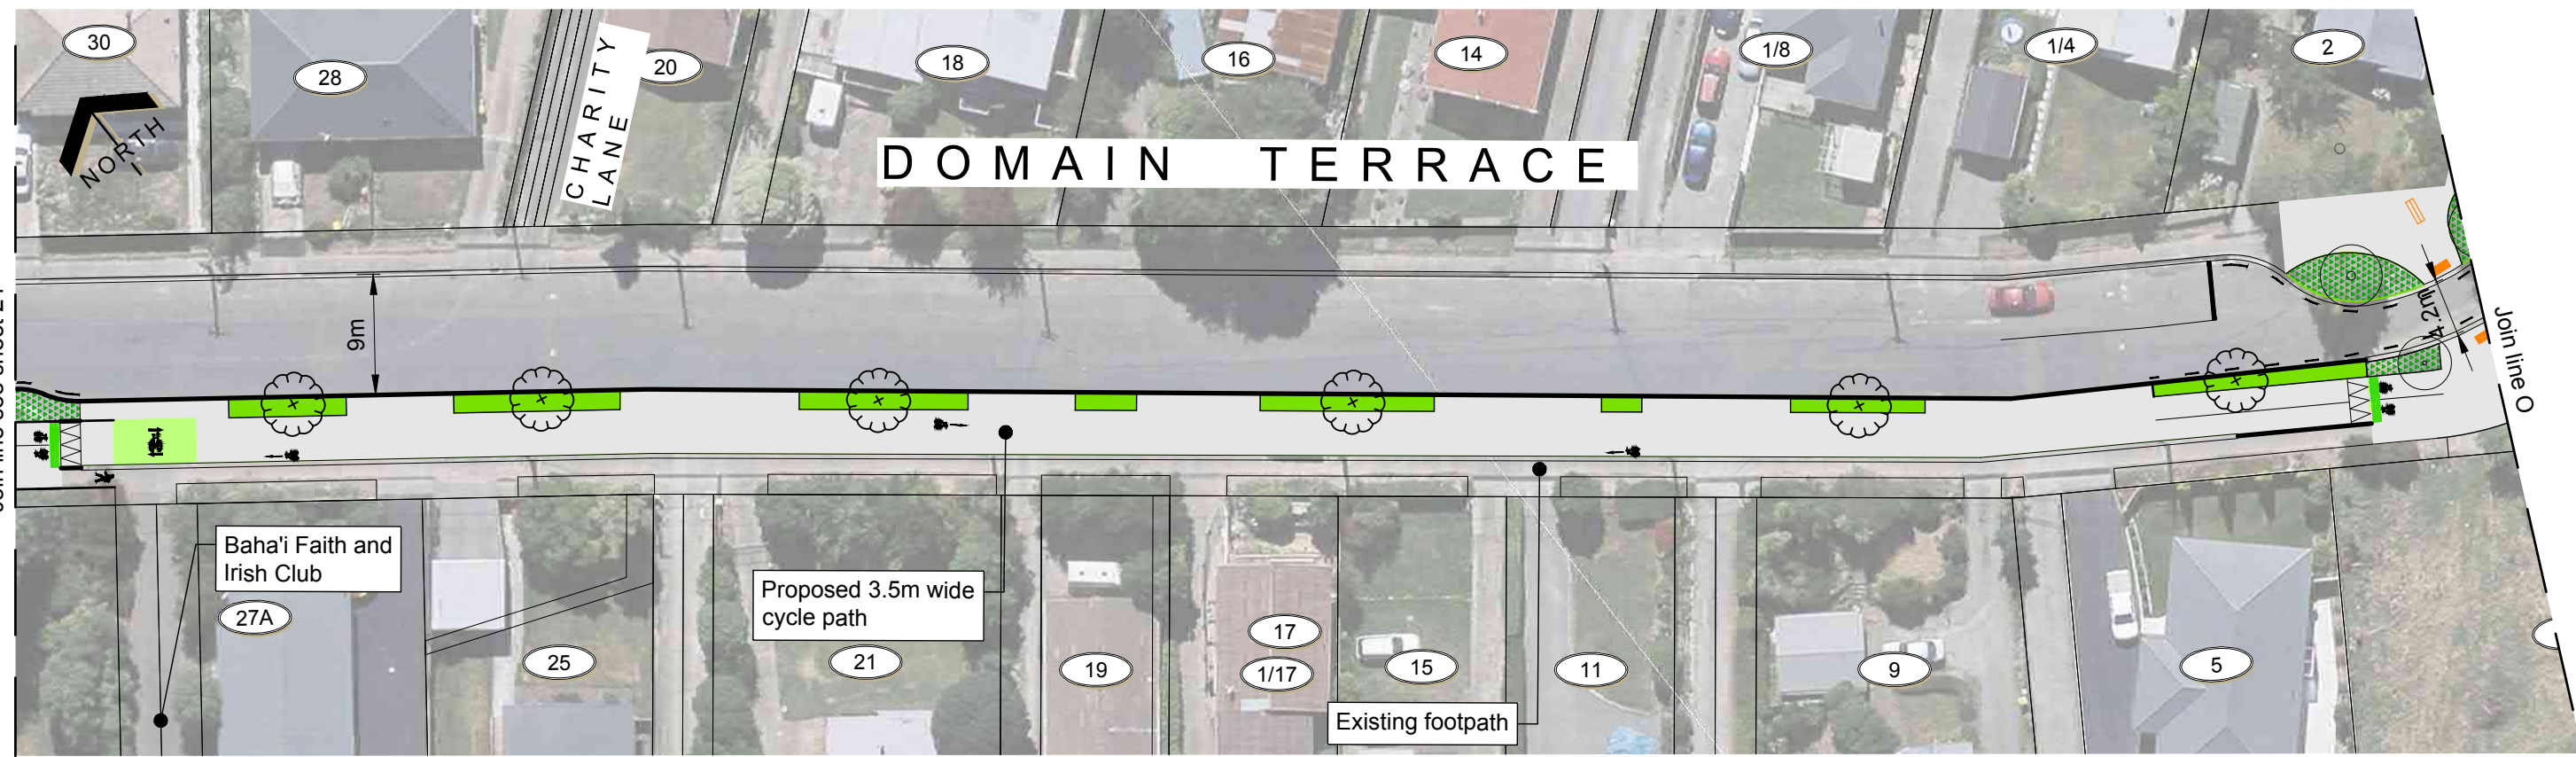 30
28
20
18
16
14
1/8
1/4
2
NORTH
CHARITY
LANE
DOMAIN TERRACE
9m
4.2m
Join line O
Baha'i Faith and
Irish Club
27A
25
Proposed 3.5m wide
cycle path
21
19
17
1/17
15
Existing footpath
11
9
5